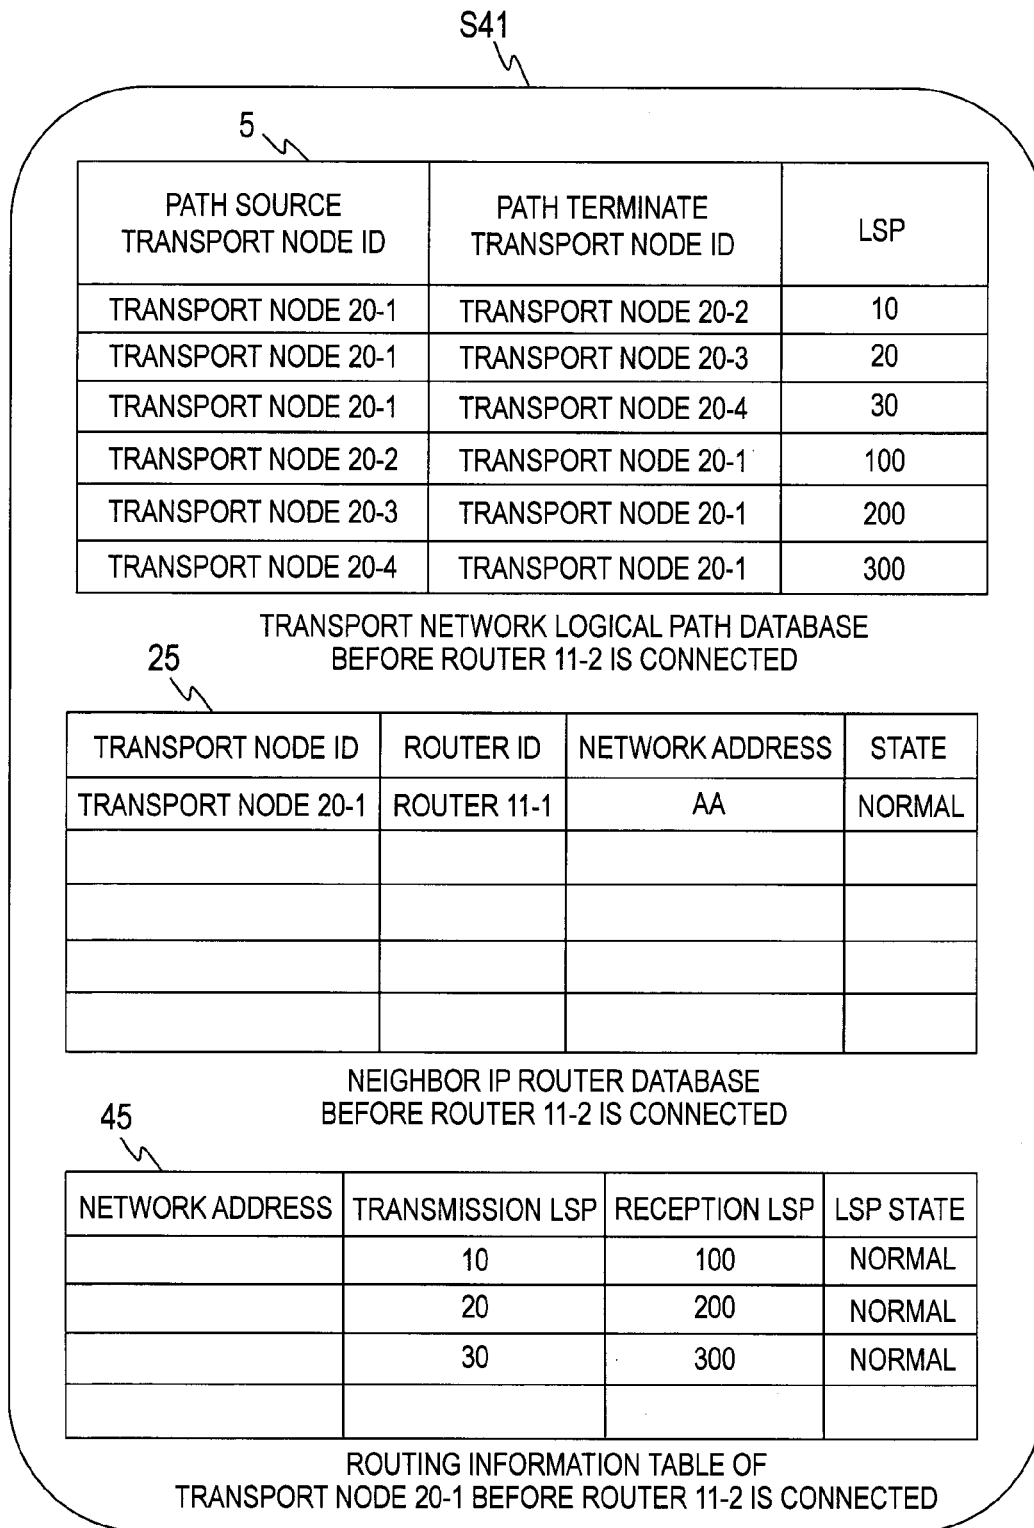 S41
5
PATH SOURCE TRANSPORT NODE ID PATH TERMINATE TRANSPORT NODE ID LSP
TRANSPORT NODE 20-1 TRANSPORT NODE 20-2 10
TRANSPORT NODE 20-1 TRANSPORT NODE 20-3 20
TRANSPORT NODE 20-1 TRANSPORT NODE 20-4 30
TRANSPORT NODE 20-2 TRANSPORT NODE 20-1 100
TRANSPORT NODE 20-3 TRANSPORT NODE 20-1 200
TRANSPORT NODE 20-4 TRANSPORT NODE 20-1 300
TRANSPORT NETWORK LOGICAL PATH DATABASE
BEFORE ROUTER 11-2 IS CONNECTED
25
TRANSPORT NODE ID ROUTER ID NETWORK ADDRESS STATE
TRANSPORT NODE 20-1 ROUTER 11-1 AA NORMAL
NEIGHBOR IP ROUTER DATABASE
BEFORE ROUTER 11-2 IS CONNECTED
45
NETWORK ADDRESS TRANSMISSION LSP RECEPTION LSP LSP STATE
10 100 NORMAL
20 200 NORMAL
30 300 NORMAL
ROUTING INFORMATION TABLE OF
TRANSPORT NODE 20-1 BEFORE ROUTER 11-2 IS CONNECTED